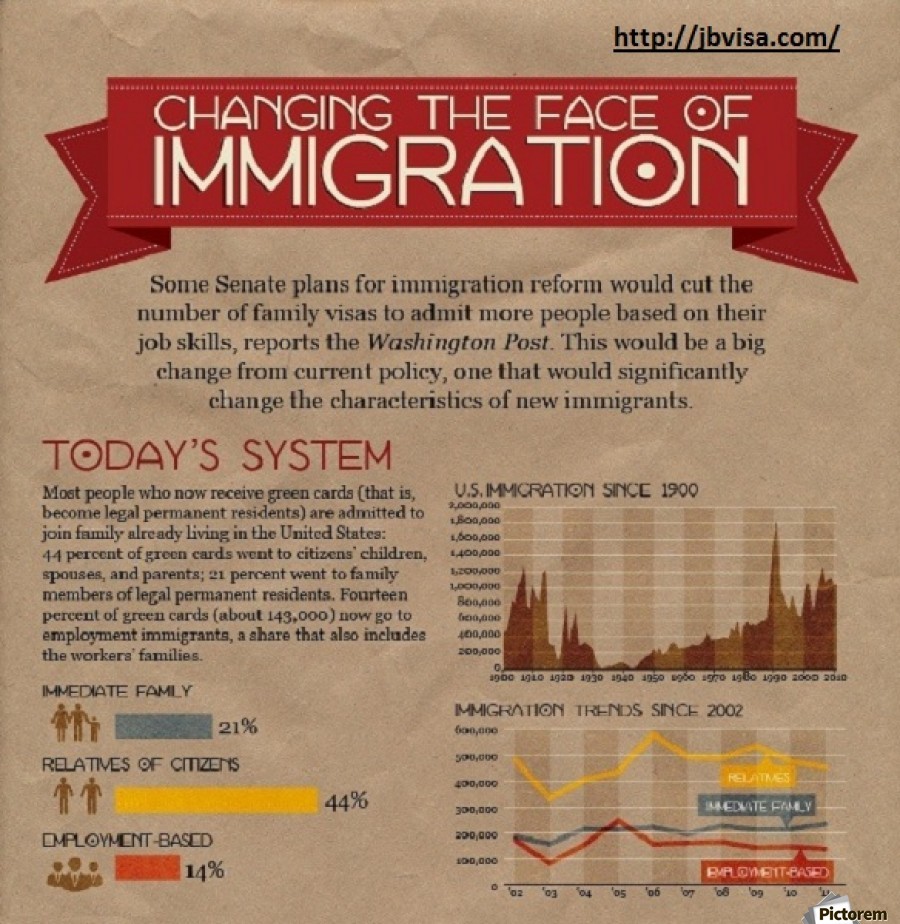 http://jbvisa.com/
CHANGING THE FACE OF
IMMIGRATION
Some Senate plans for immigration reform would cut the
number of family visas to admit more people based on their
job skills, reports the Washington Post. This would be a big
change from current policy, one that would significantly
change the characteristics of new immigrants.
TODAY'S SYSTEM
Most people who now receive green cards (that is,
become legal permanent residents) are admitted to
join family already living in the United States:
44 percent of green cards went to citizens' children,
spouses, and parents; 21 percent went to family
members of legal permanent residents. Fourteen
percent of green cards (about 143,000) now go to
employment immigrants, a share that also includes
the workers' families.
IMMEDIATE FAMILY
21%
RELATIVES OF CITIZENS
44%
EMPLOYMENT-BASED
14%
U.S. IMMIGRATION SINCE 1900
2,000,000
1,800,000
1,600,000
1,400,000
1,200,000
1,000,000
800,000
600,000
400,000
200,000
0
1900 1910 1920 1930 1940 1950 1960 1970 1980 1990 2000 2010
IMMIGRATION TRENDS SINCE 2002
600,000
500,000
400,000
300,000
200,000
100,000
0
RELATIVES
IMMEDIATE FAMILY
EMPLOYMENT-BASED
'02 '03 '04 '05 '06 '07 '08 '09 '10 '11
Pictorem